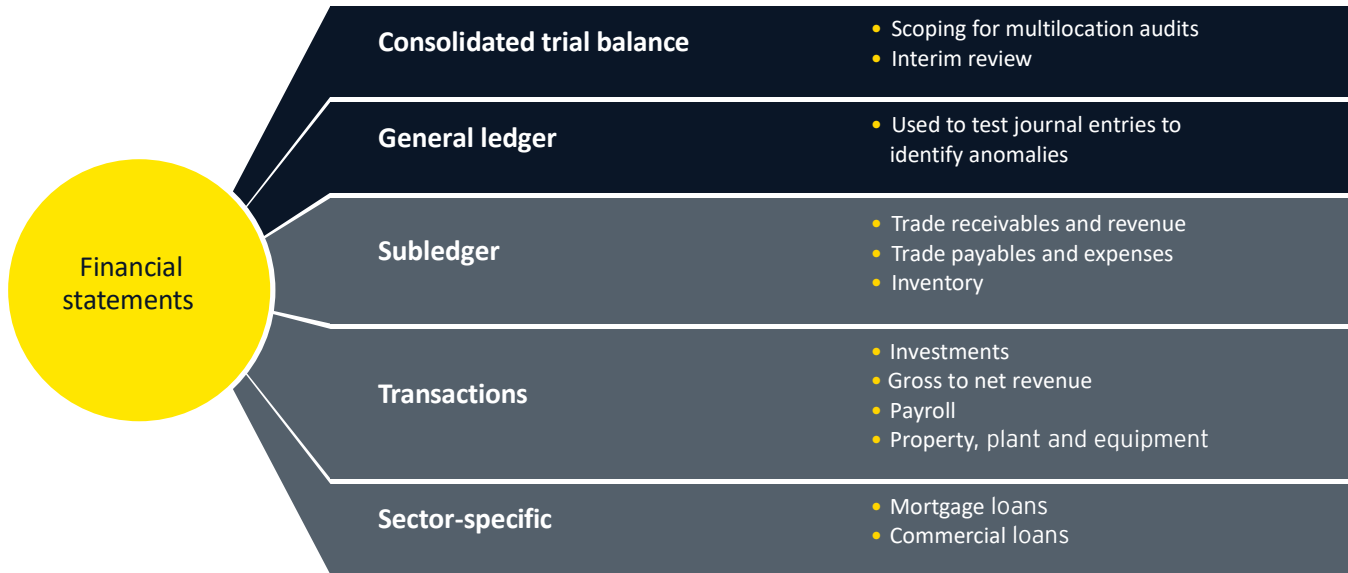 Financial
statements
Consolidated trial balance
• Scoping for multilocation audits
• Interim review
General ledger
• Used to test journal entries to
identify anomalies
Subledger
• Trade receivables and revenue
• Trade payables and expenses
• Inventory
Transactions
• Investments
• Gross to net revenue
• Payroll
• Property, plant and equipment
Sector-specific
• Mortgage loans
• Commercial loans